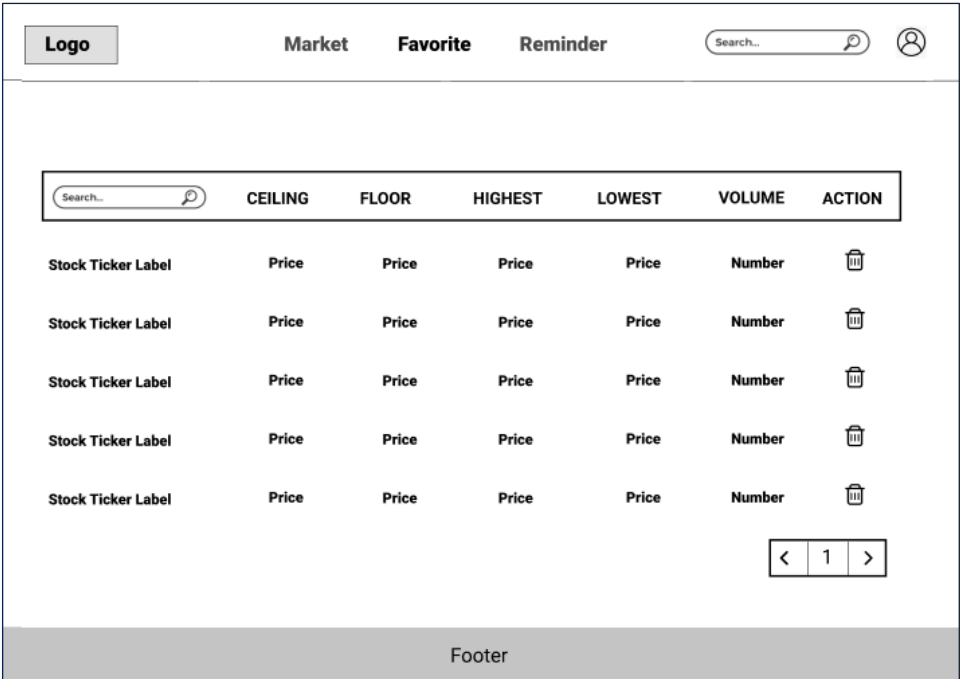 Logo Market Favorite Reminder Search...
Search... CEILING FLOOR HIGHEST LOWEST VOLUME ACTION
Stock Ticker Label Price Price Price Price Number
Stock Ticker Label Price Price Price Price Number
Stock Ticker Label Price Price Price Price Number
Stock Ticker Label Price Price Price Price Number
Stock Ticker Label Price Price Price Price Number
< 1 >
Footer